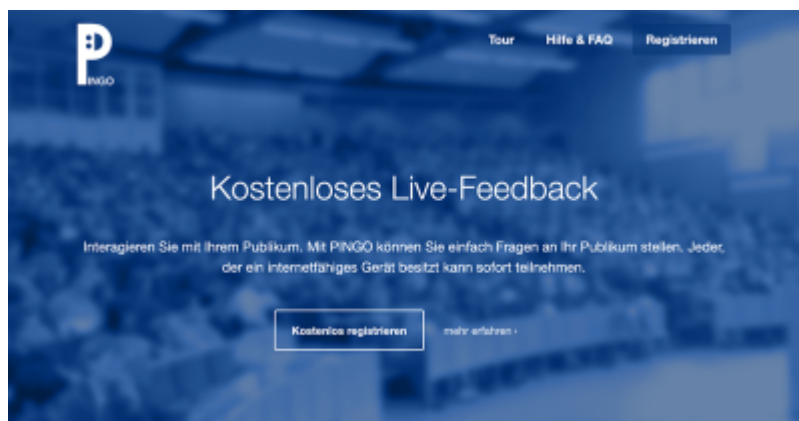 PINGO
Tour
Hilfe & FAQ
Registrieren
Kostenloses Live-Feedback
Interagieren Sie mit Ihrem Publikum. Mit PINGO können Sie einfach Fragen an Ihr Publikum stellen. Jeder,
der ein internetfähiges Gerät besitzt kann sofort teilnehmen.
Kostenlos registrieren
mehr erfahren ›